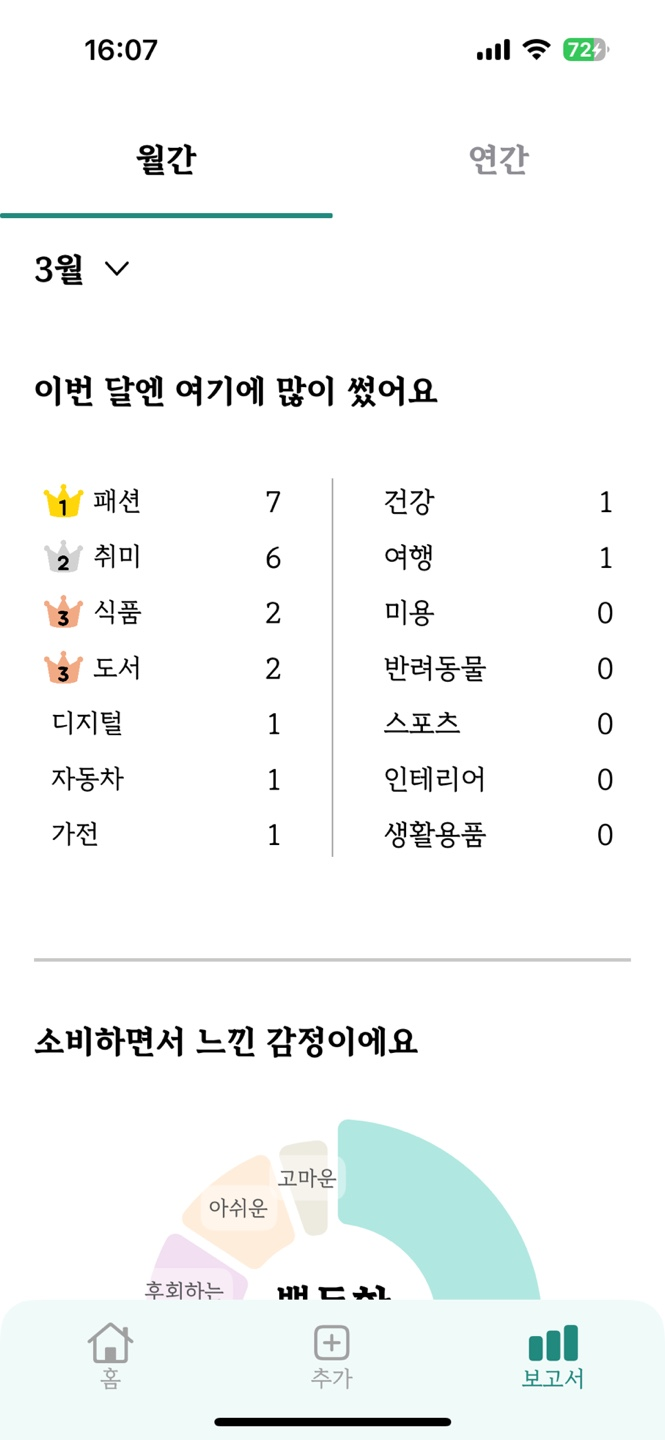 16:07
72
월간 연간
3월
이번 달엔 여기에 많이 썼어요
1 패션 7
2 취미 6
3 식품 2
3 도서 2
디지털 1
자동차 1
가전 1
건강 1
여행 1
미용 0
반려동물 0
스포츠 0
인테리어 0
생활용품 0
소비하면서 느낀 감정이에요
고마운
아쉬운
후회하는
홈 추가 보고서